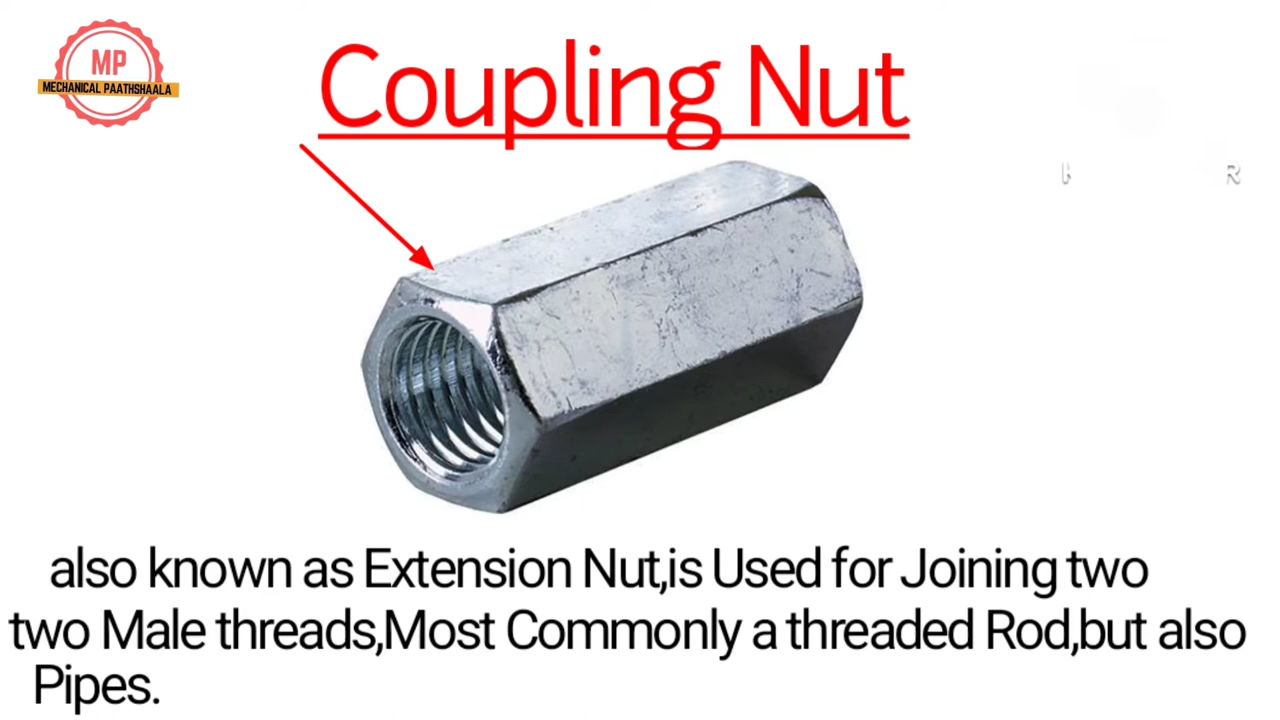 MP
MECHANICAL PAATHSHAALA
Coupling Nut
also known as Extension Nut,is Used for Joining two
two Male threads,Most Commonly a threaded Rod,but also
Pipes.